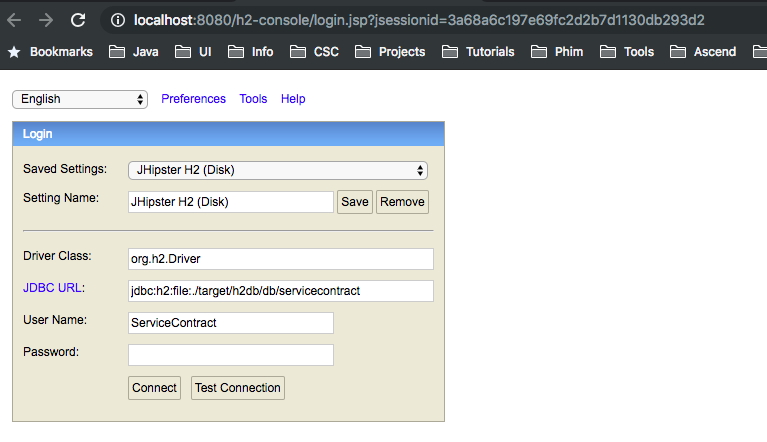 localhost:8080/h2-console/login.jsp?jsessionid=3a68a6c197e69fc2d2b7d1130db293d2
Bookmarks Java UI Info CSC Projects Tutorials Phim Tools Ascend
English Preferences Tools Help
Login
Saved Settings: JHipster H2 (Disk)
Setting Name: JHipster H2 (Disk) Save Remove
Driver Class: org.h2.Driver
JDBC URL: jdbc:h2:file:./target/h2db/db/servicecontract
User Name: ServiceContract
Password:
Connect Test Connection